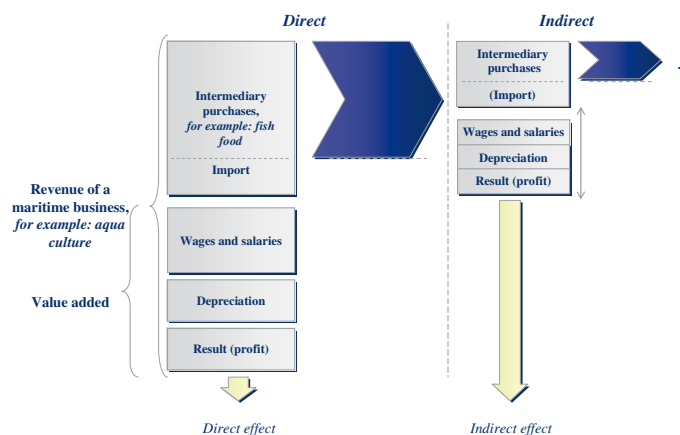 Direct
Indirect
Intermediary
purchases,
for example: fish
food
Import
Wages and salaries
Depreciation
Result (profit)
Revenue of a
maritime business,
for example: aqua
culture
Value added
Direct effect
Intermediary
purchases
(Import)
Wages and salaries
Depreciation
Result (profit)
Indirect effect